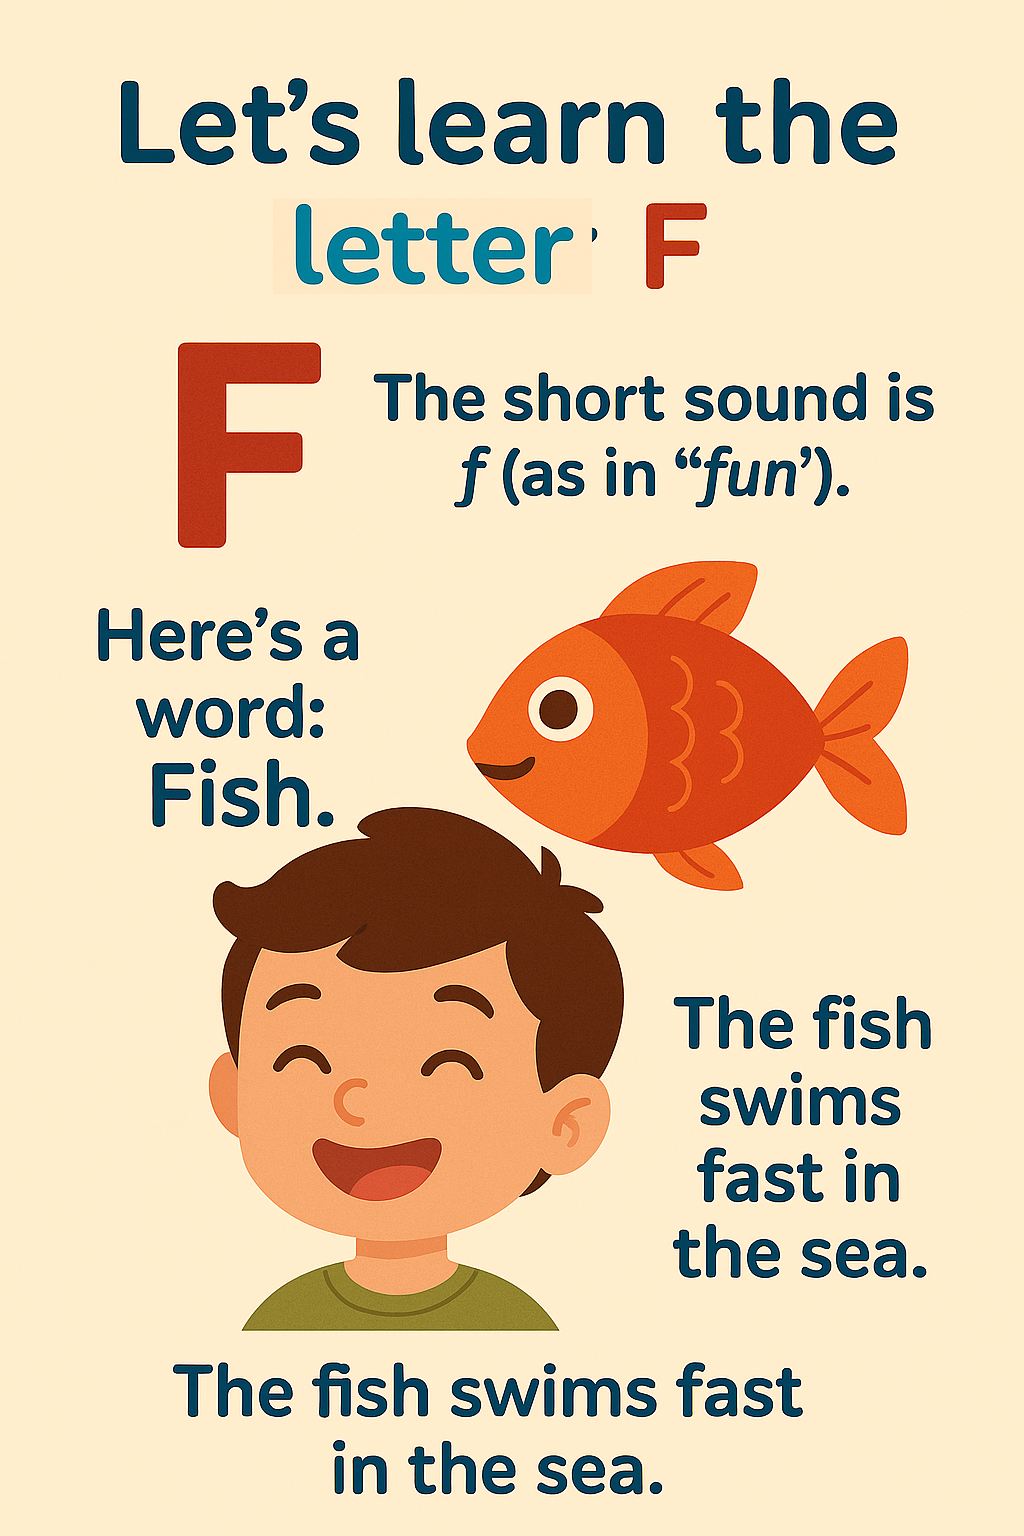 Let’s learn the
letter’ F
F
The short sound is
f (as in “fun’).
Here’s a
word:
Fish.
The fish
swims
fast in
the sea.
The fish swims fast
in the sea.